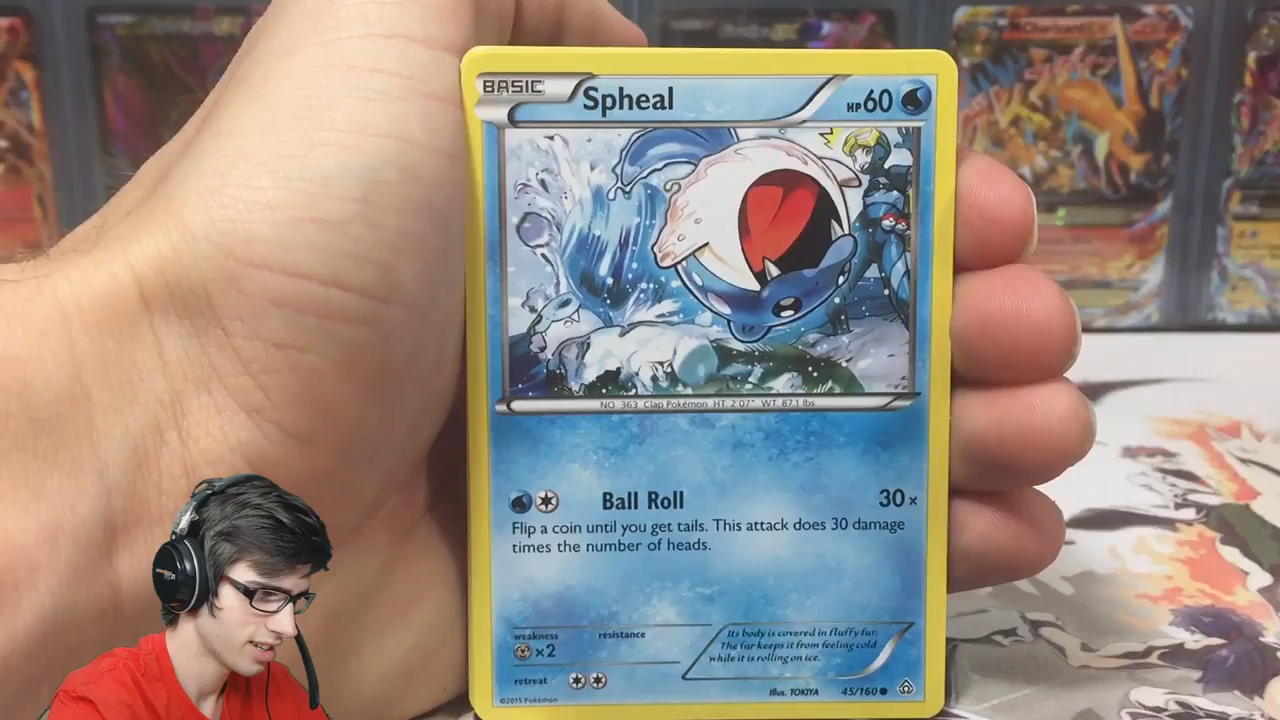 BASIC
Spheal
HP60
NO. 363 Clap Pokémon HT. 2'07" WT. 87.1 lbs
Ball Roll 30×
Flip a coin until you get tails. This attack does 30 damage
times the number of heads.
weakness resistance
×2
retreat
Its body is covered in fluffy fur.
The fur keeps it from feeling cold
while it is rolling on ice.
©2015 Pokémon
Illus. TOKIYA 45/160